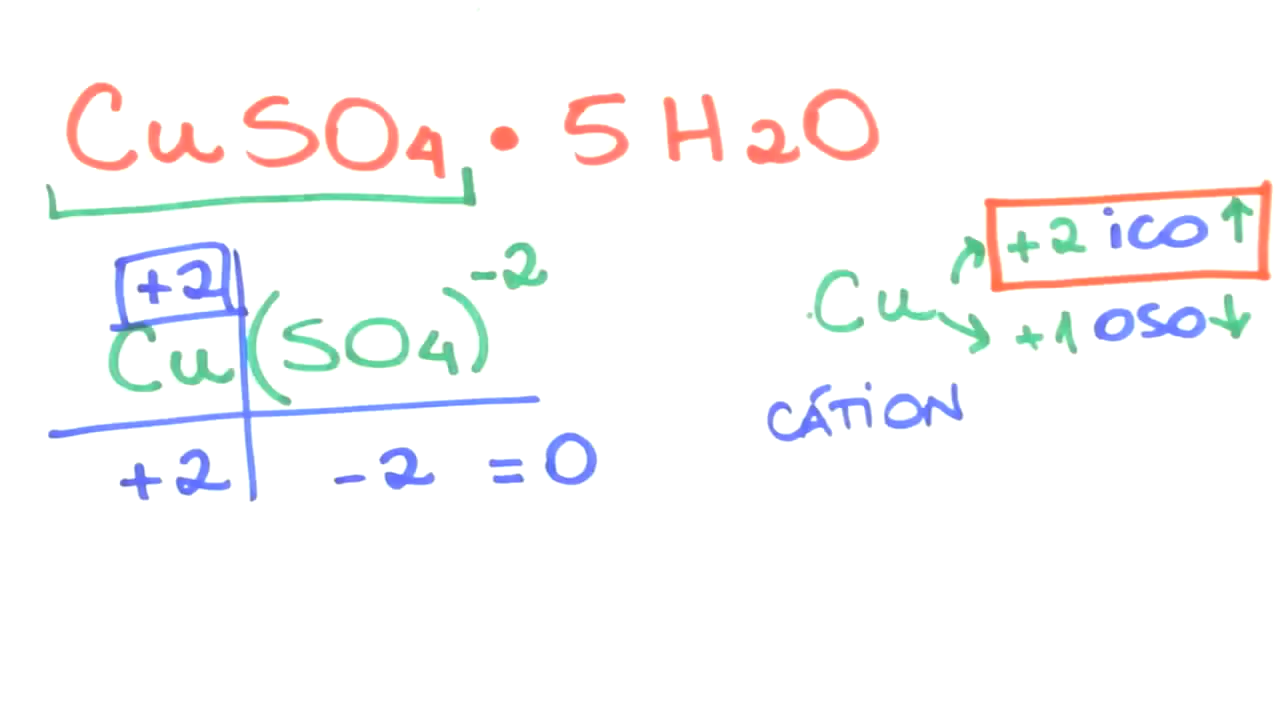 CuSO4 • 5H2O
+2
Cu(SO4)-2
+2 -2 = 0
+2 ico ↑
Cu
+1 oso ↓
CÁTiON